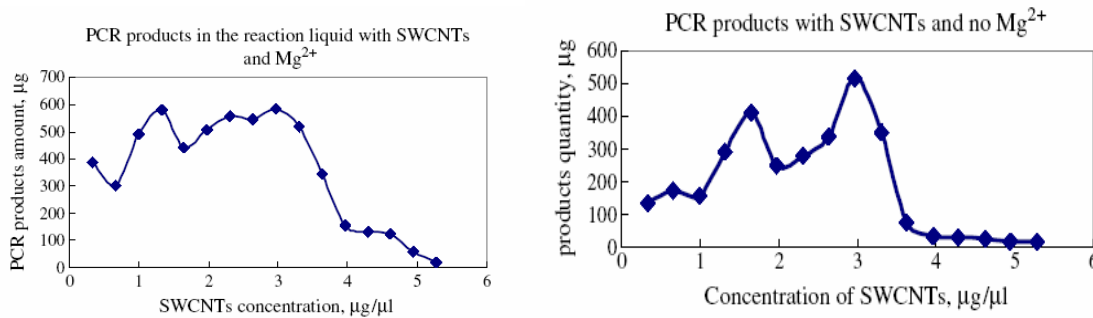 PCR products in the reaction liquid with SWCNTs
and Mg²⁺
PCR products amount, µg
700
600
500
400
300
200
100
0
0 1 2 3 4 5 6
SWCNTs concentration, µg/µl
PCR products with SWCNTs and no Mg²⁺
products quantity, µg
600
500
400
300
200
100
0
0 1 2 3 4 5 6
Concentration of SWCNTs, µg/µl